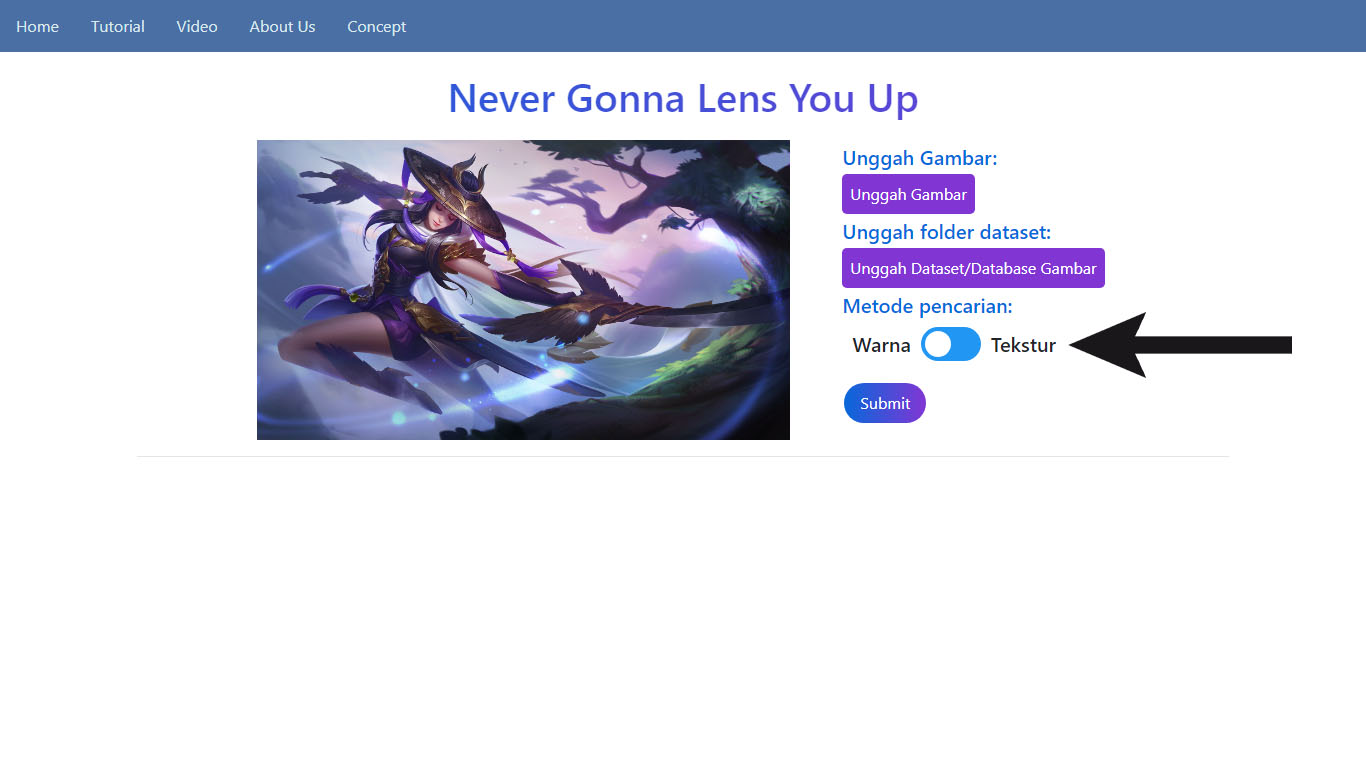 Home Tutorial Video About Us Concept
Never Gonna Lens You Up
Unggah Gambar:
Unggah Gambar
Unggah folder dataset:
Unggah Dataset/Database Gambar
Metode pencarian:
Warna Tekstur
Submit